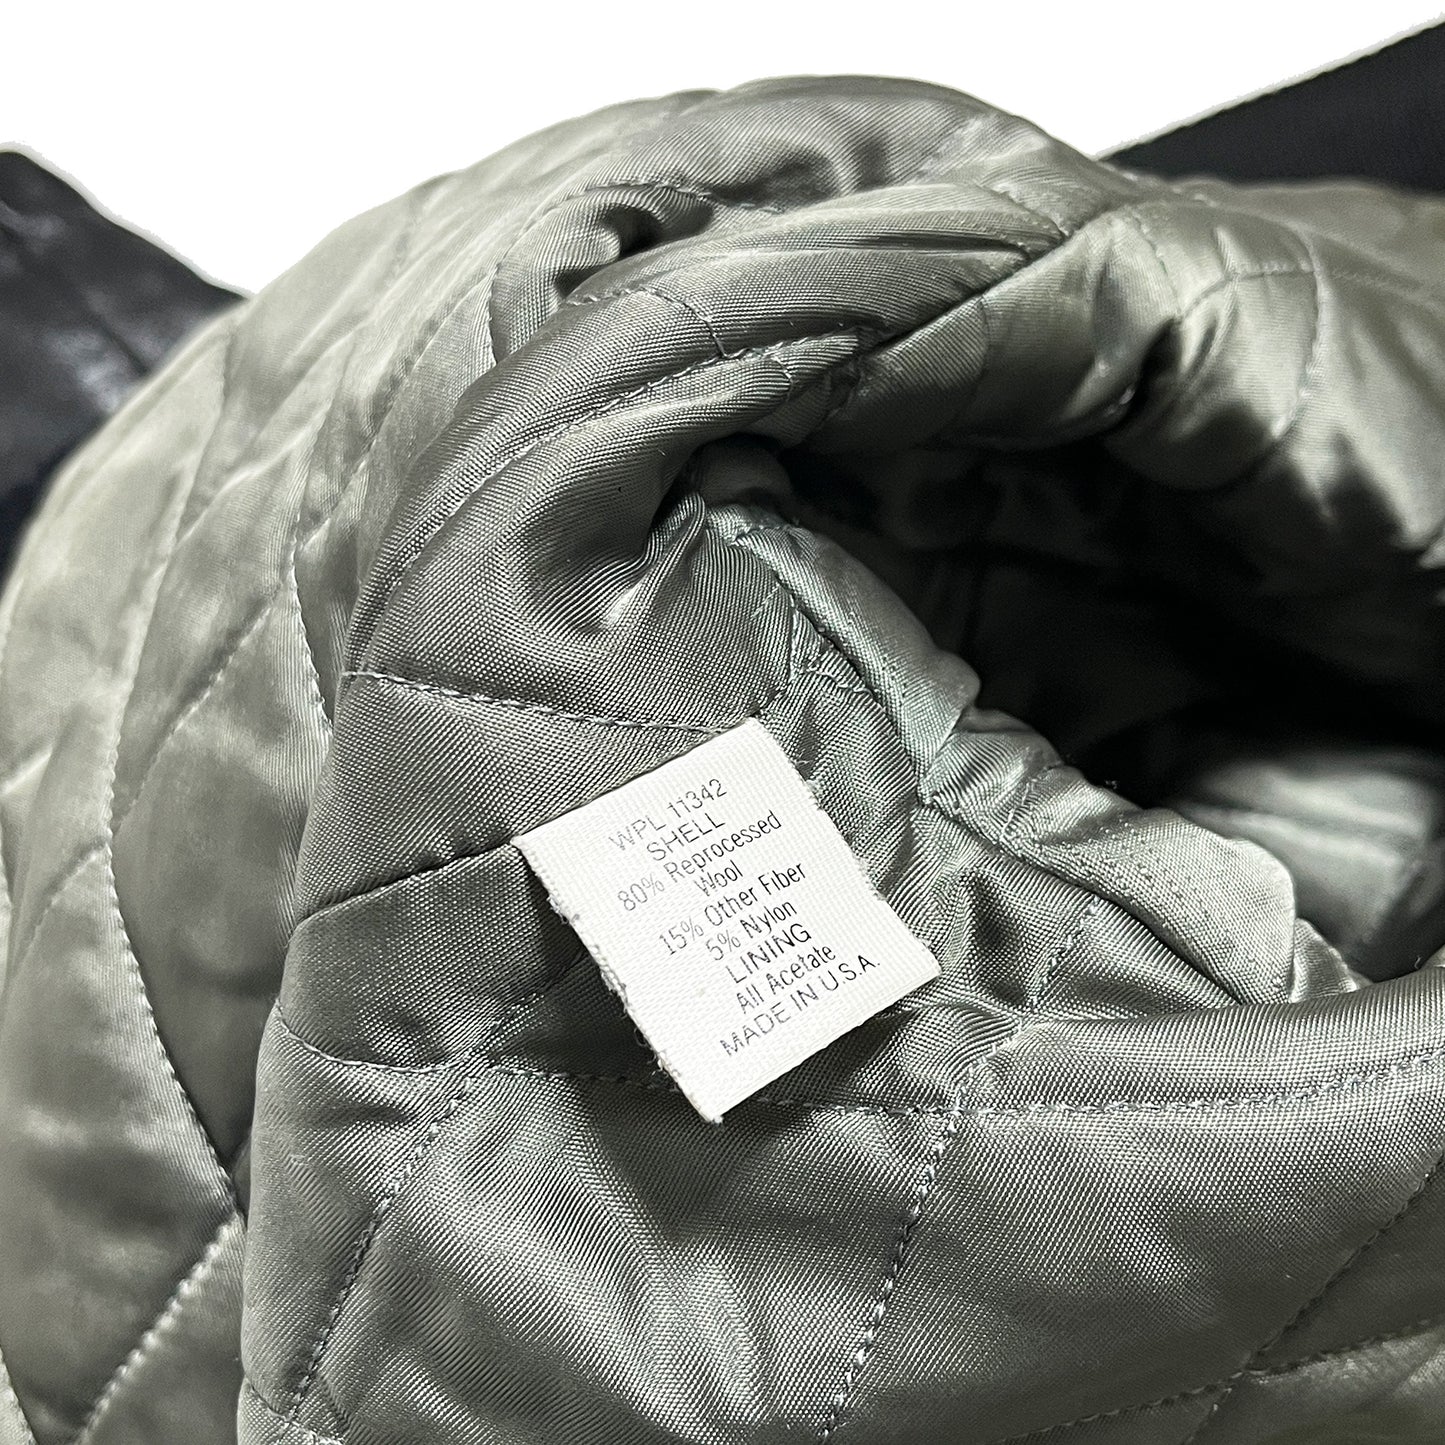 WPL 11342
SHELL
80% Reprocessed
Wool
15% Other Fiber
5% Nylon
LINING
All Acetate
MADE IN U.S.A.